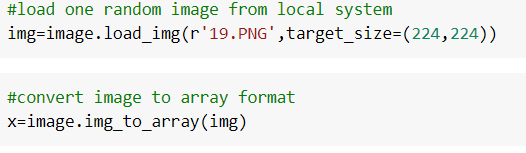 #load one random image from local system
img=image.load_img(r'19.PNG',target_size=(224,224))
#convert image to array format
x=image.img_to_array(img)